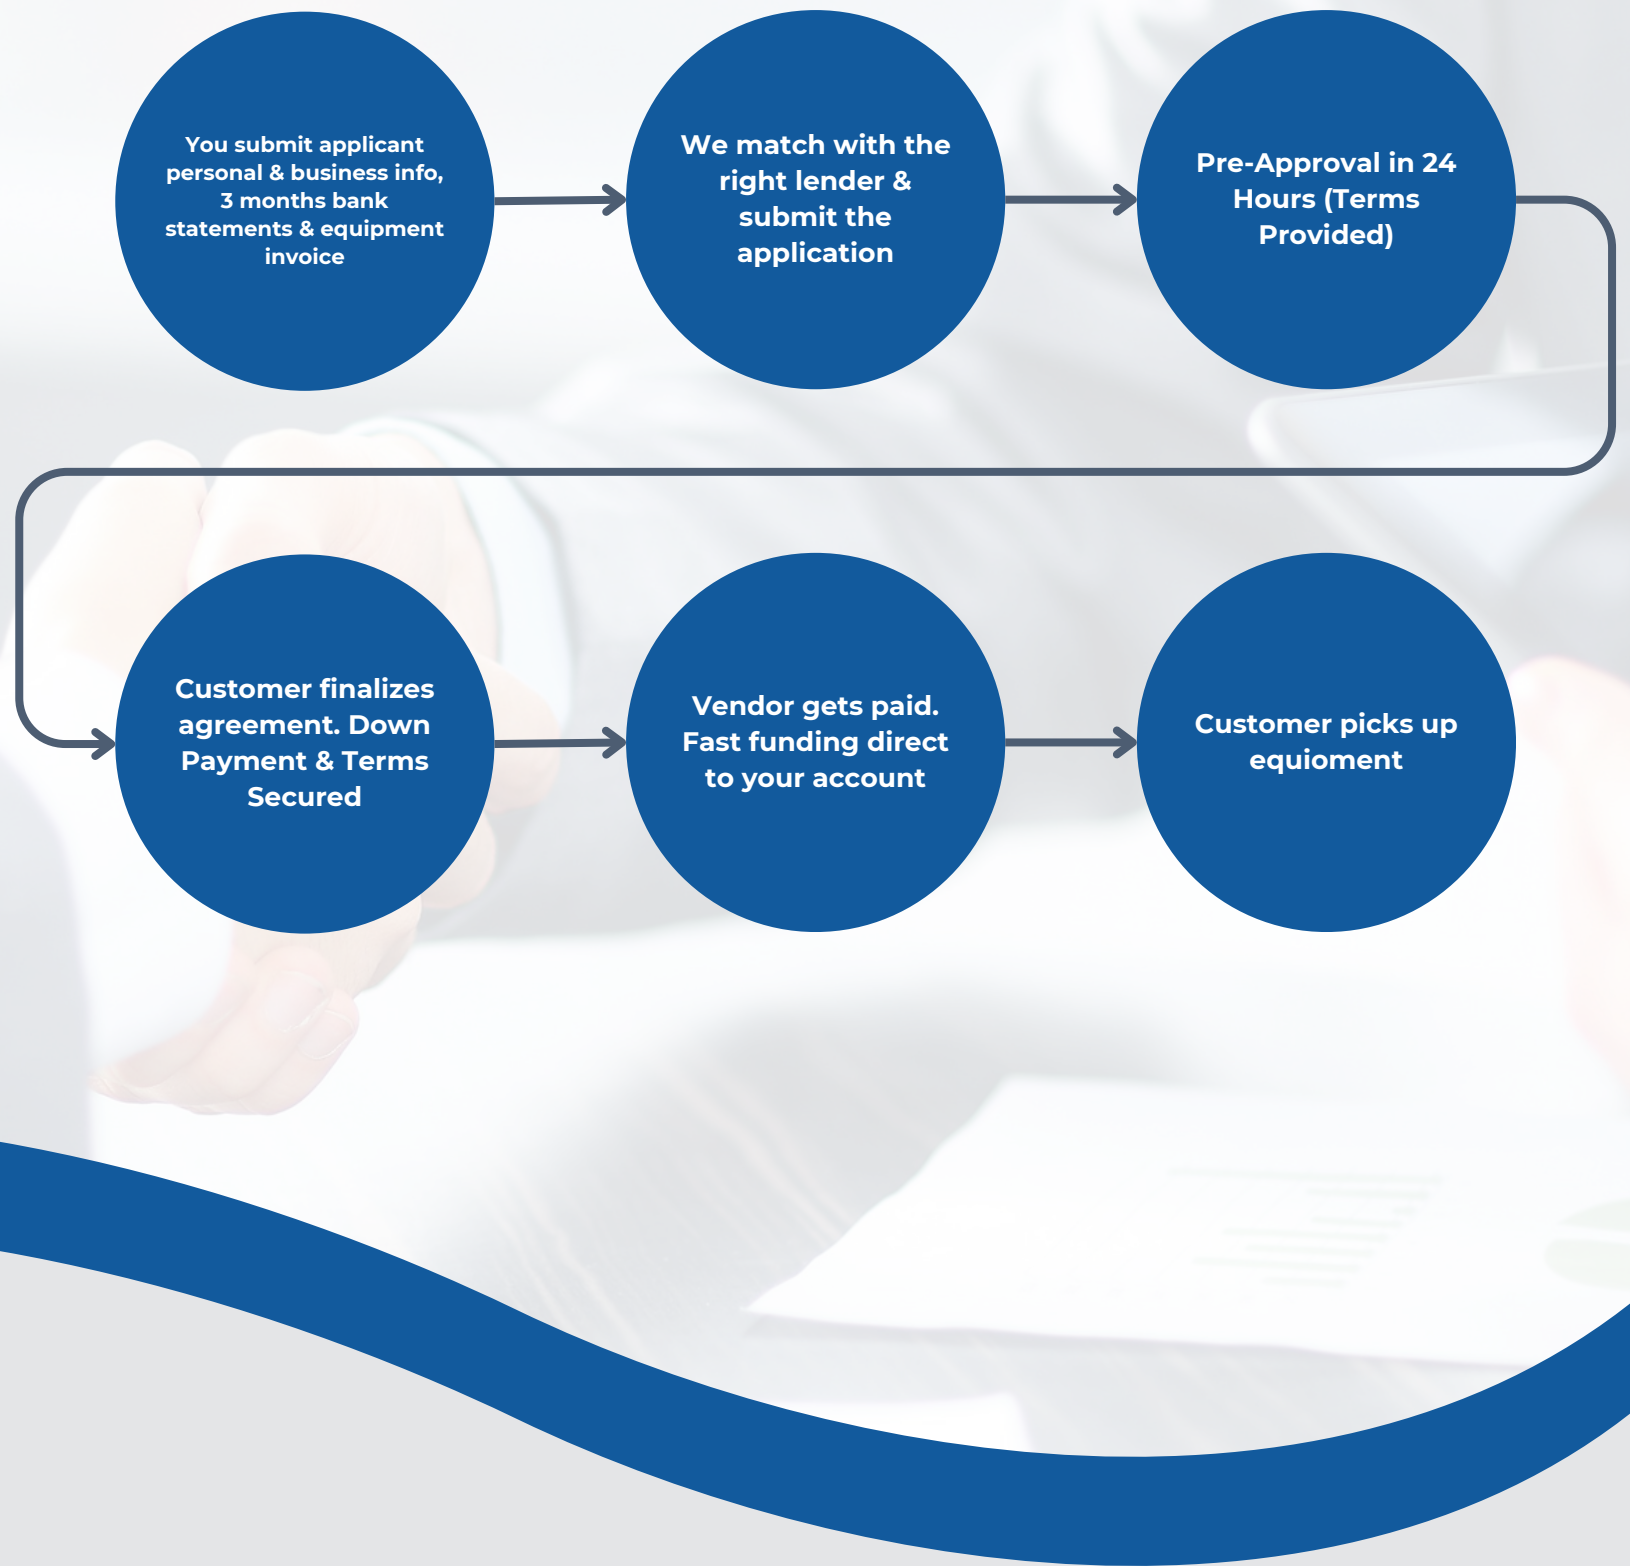 You submit applicant
personal & business info,
3 months bank
statements & equipment
invoice
We match with the
right lender &
submit the
application
Pre-Approval in 24
Hours (Terms
Provided)
Customer finalizes
agreement. Down
Payment & Terms
Secured
Vendor gets paid.
Fast funding direct
to your account
Customer picks up
equioment